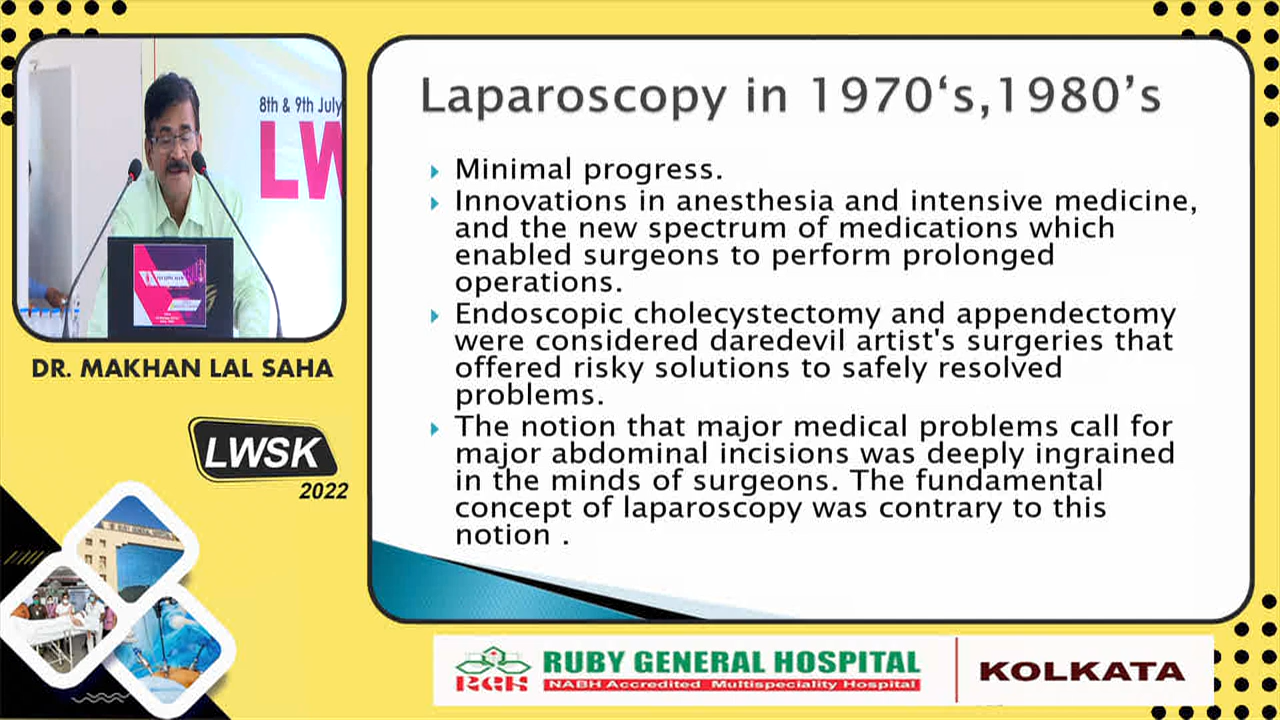 8th & 9th July
LW
DR. MAKHAN LAL SAHA
LWSK
2022
Laparoscopy in 1970‘s,1980’s
Minimal progress.
Innovations in anesthesia and intensive medicine,
and the new spectrum of medications which
enabled surgeons to perform prolonged
operations.
Endoscopic cholecystectomy and appendectomy
were considered daredevil artist's surgeries that
offered risky solutions to safely resolved
problems.
The notion that major medical problems call for
major abdominal incisions was deeply ingrained
in the minds of surgeons. The fundamental
concept of laparoscopy was contrary to this
notion .
RUBY GENERAL HOSPITAL
RGH
RUBY GENERAL HOSPITAL
NABH Accredited Multispeciality Hospital
KOLKATA